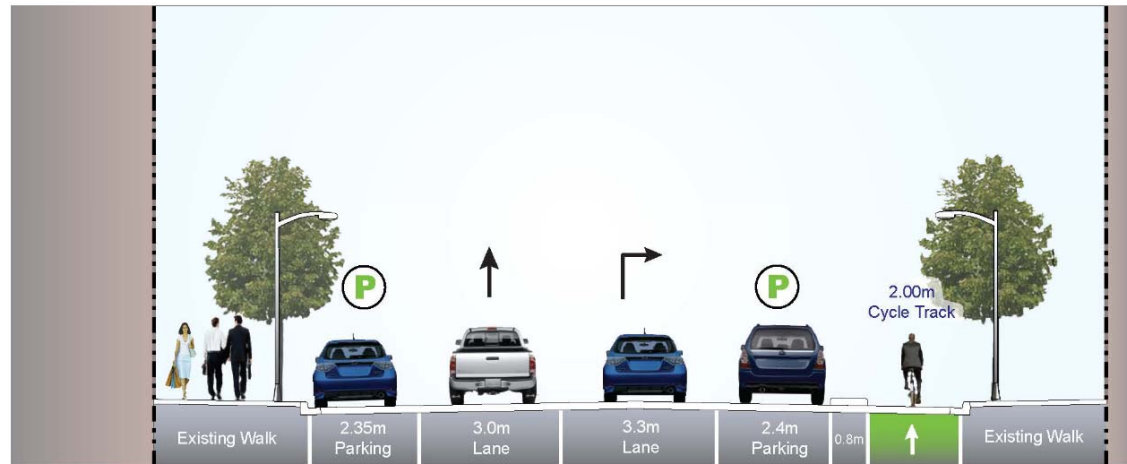 P
P
2.00m
Cycle Track
Existing Walk
2.35m
Parking
3.0m
Lane
3.3m
Lane
2.4m
Parking
0.8m
Existing Walk